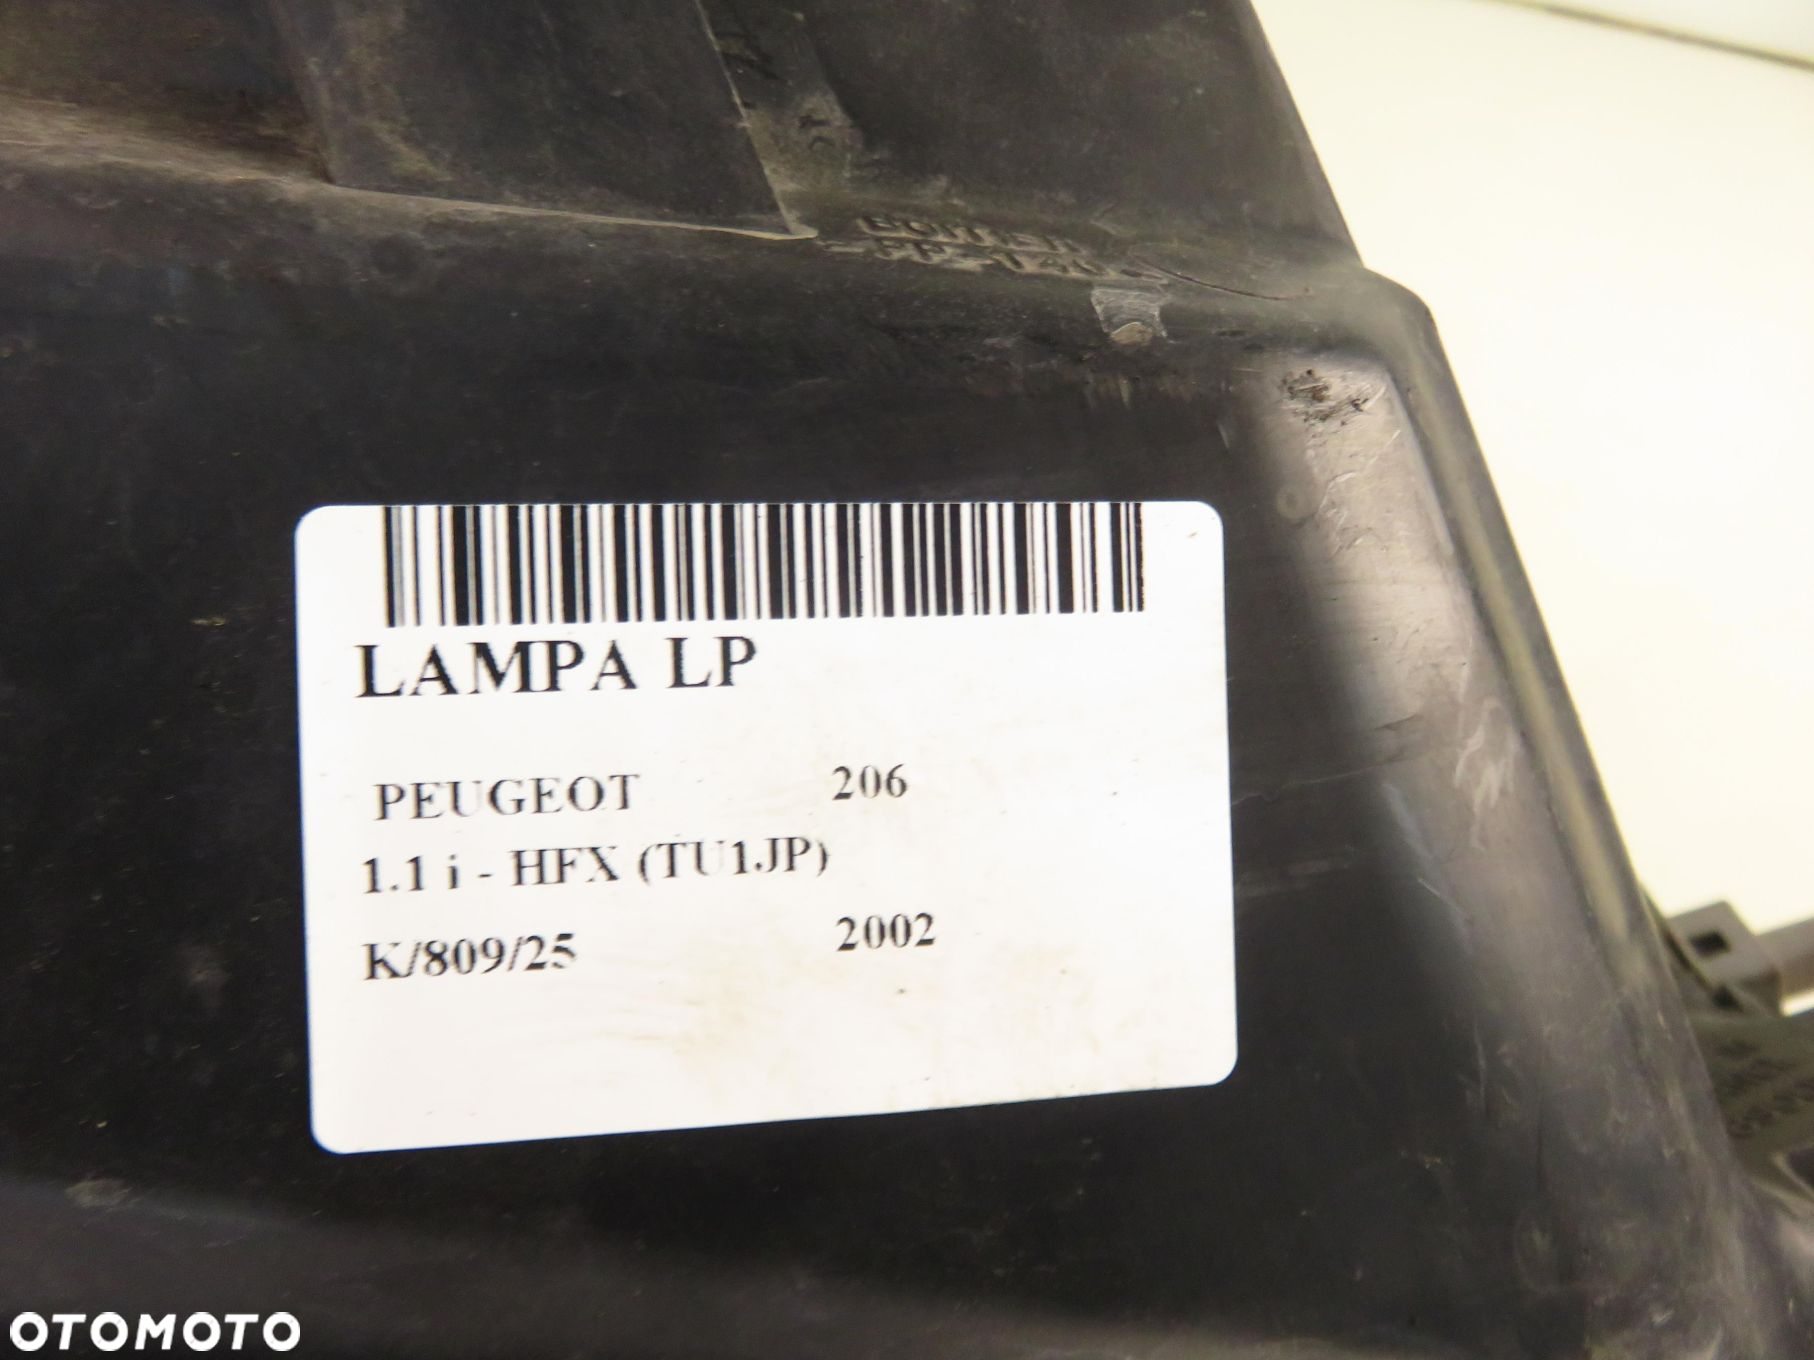 LAMPA LP
PEUGEOT 206
1.1 i - HFX (TU1JP)
K/809/25 2002
OTOMOTO